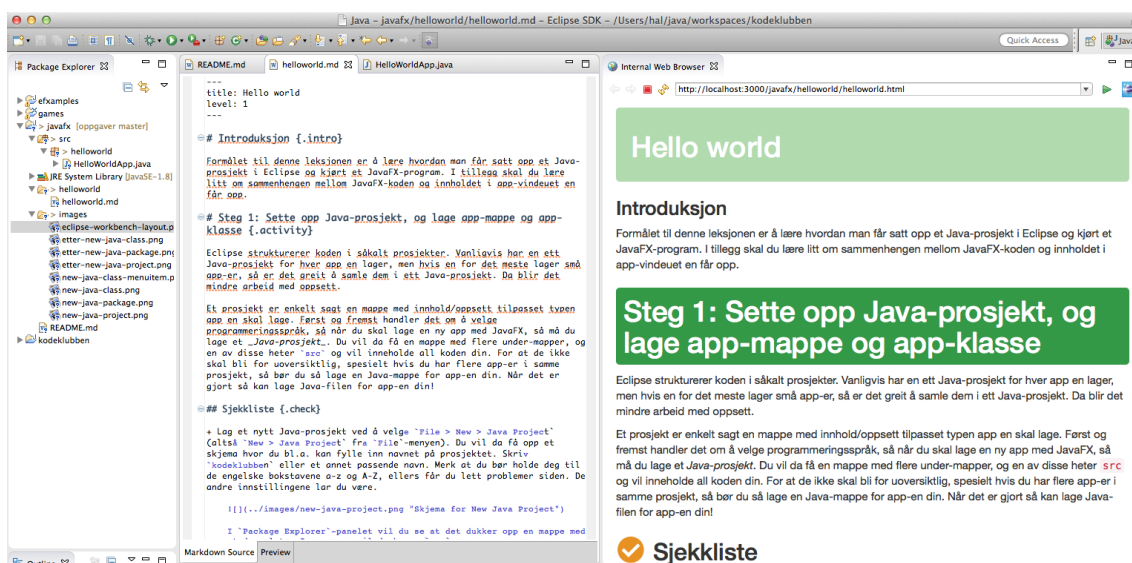 Java – javafx/helloworld/helloworld.md – Eclipse SDK – /Users/hal/java/workspaces/kodeklubben
Quick Access
Java
Package Explorer
efxamples
games
> javafx [oppgaver master]
> src
> helloworld
> HelloWorldApp.java
JRE System Library [JavaSE-1.8]
> helloworld
helloworld.md
> images
eclipse-workbench-layout.p
etter-new-java-class.png
etter-new-java-package.png
etter-new-java-project.png
new-java-class-menuitem.p
new-java-class.png
new-java-package.png
new-java-project.png
README.md
> kodeklubben
README.md
helloworld.md
HelloWorldApp.java
---
title: Hello world
level: 1
---
# Introduksjon {.intro}
Formålet til denne leksjonen er å lære hvordan man får satt opp et Java-
prosjekt i Eclipse og kjørt et JavaFX-program. I tillegg skal du lære
litt om sammenhengen mellom JavaFX-koden og innholdet i app-vinduet en
får opp.
# Steg 1: Sette opp Java-prosjekt, og lage app-mappe og app-
klasse {.activity}
Eclipse strukturerer koden i såkalt prosjekter. Vanligvis har en ett
Java-prosjekt for hver app en lager, men hvis en for det meste lager små
app-er, så er det greit å samle dem i ett Java-prosjekt. Da blir det
mindre arbeid med oppsett.
Et prosjekt er enkelt sagt en mappe med innhold/oppsett tilpasset typen
app en skal lage. Først og fremst handler det om å velge
programmeringsspråk, så når du skal lage en ny app med JavaFX, så må du
lage et _Java-prosjekt_. Du vil da få en mappe med flere under-mapper, og
en av disse heter `src` og vil inneholde all koden din. For at de ikke
skal bli for uoversiktlig, spesielt hvis du har flere app-er i samme
prosjekt, så bør du så lage en Java-mappe for app-en din. Når det er
gjort så kan lage Java-filen for app-en din!
## Sjekkliste {.check}
+ Lag et nytt Java-prosjekt ved å velge `File > New > Java Project`
(altså `New > Java Project` fra `File`-menyen). Du vil da få opp et
skjema hvor du bl.a. kan fylle inn navnet på prosjektet. Skriv
`kodeklubben` eller et annet passende navn. Merk at du bør holde deg til
de engelske bokstavene a-z og A-Z, ellers får du lett problemer siden. De
andre innstillingene lar du være.
![](../images/new-java-project.png "Skjema for New Java Project")
I `Package Explorer`-panelet vil du se at det dukker opp en mappe med
Markdown Source
Preview
Internal Web Browser
http://localhost:3000/javafx/helloworld/helloworld.html
Hello world
Introduksjon
Formålet til denne leksjonen er å lære hvordan man får satt opp et Java-prosjekt i Eclipse og kjørt et
JavaFX-program. I tillegg skal du lære litt om sammenhengen mellom JavaFX-koden og innholdet i
app-vindeuet en får opp.
Steg 1: Sette opp Java-prosjekt, og
lage app-mappe og app-klasse
Eclipse strukturerer koden i såkalt prosjekter. Vanligvis har en ett Java-prosjekt for hver app en lager,
men hvis en for det meste lager små app-er, så er det greit å samle dem i ett Java-prosjekt. Da blir det
mindre arbeid med oppsett.
Et prosjekt er enkelt sagt en mappe med innhold/oppsett tilpasset typen app en skal lage. Først og
fremst handler det om å velge programmeringsspråk, så når du skal lage en ny app med JavaFX, så
må du lage et Java-prosjekt. Du vil da få en mappe med flere under-mapper, og en av disse heter src
og vil inneholde all koden din. For at de ikke skal bli for uoversiktlig, spesielt hvis du har flere app-er i
samme prosjekt, så bør du så lage en Java-mappe for app-en din. Når det er gjort så kan lage Java-
filen for app-en din!
Sjekkliste